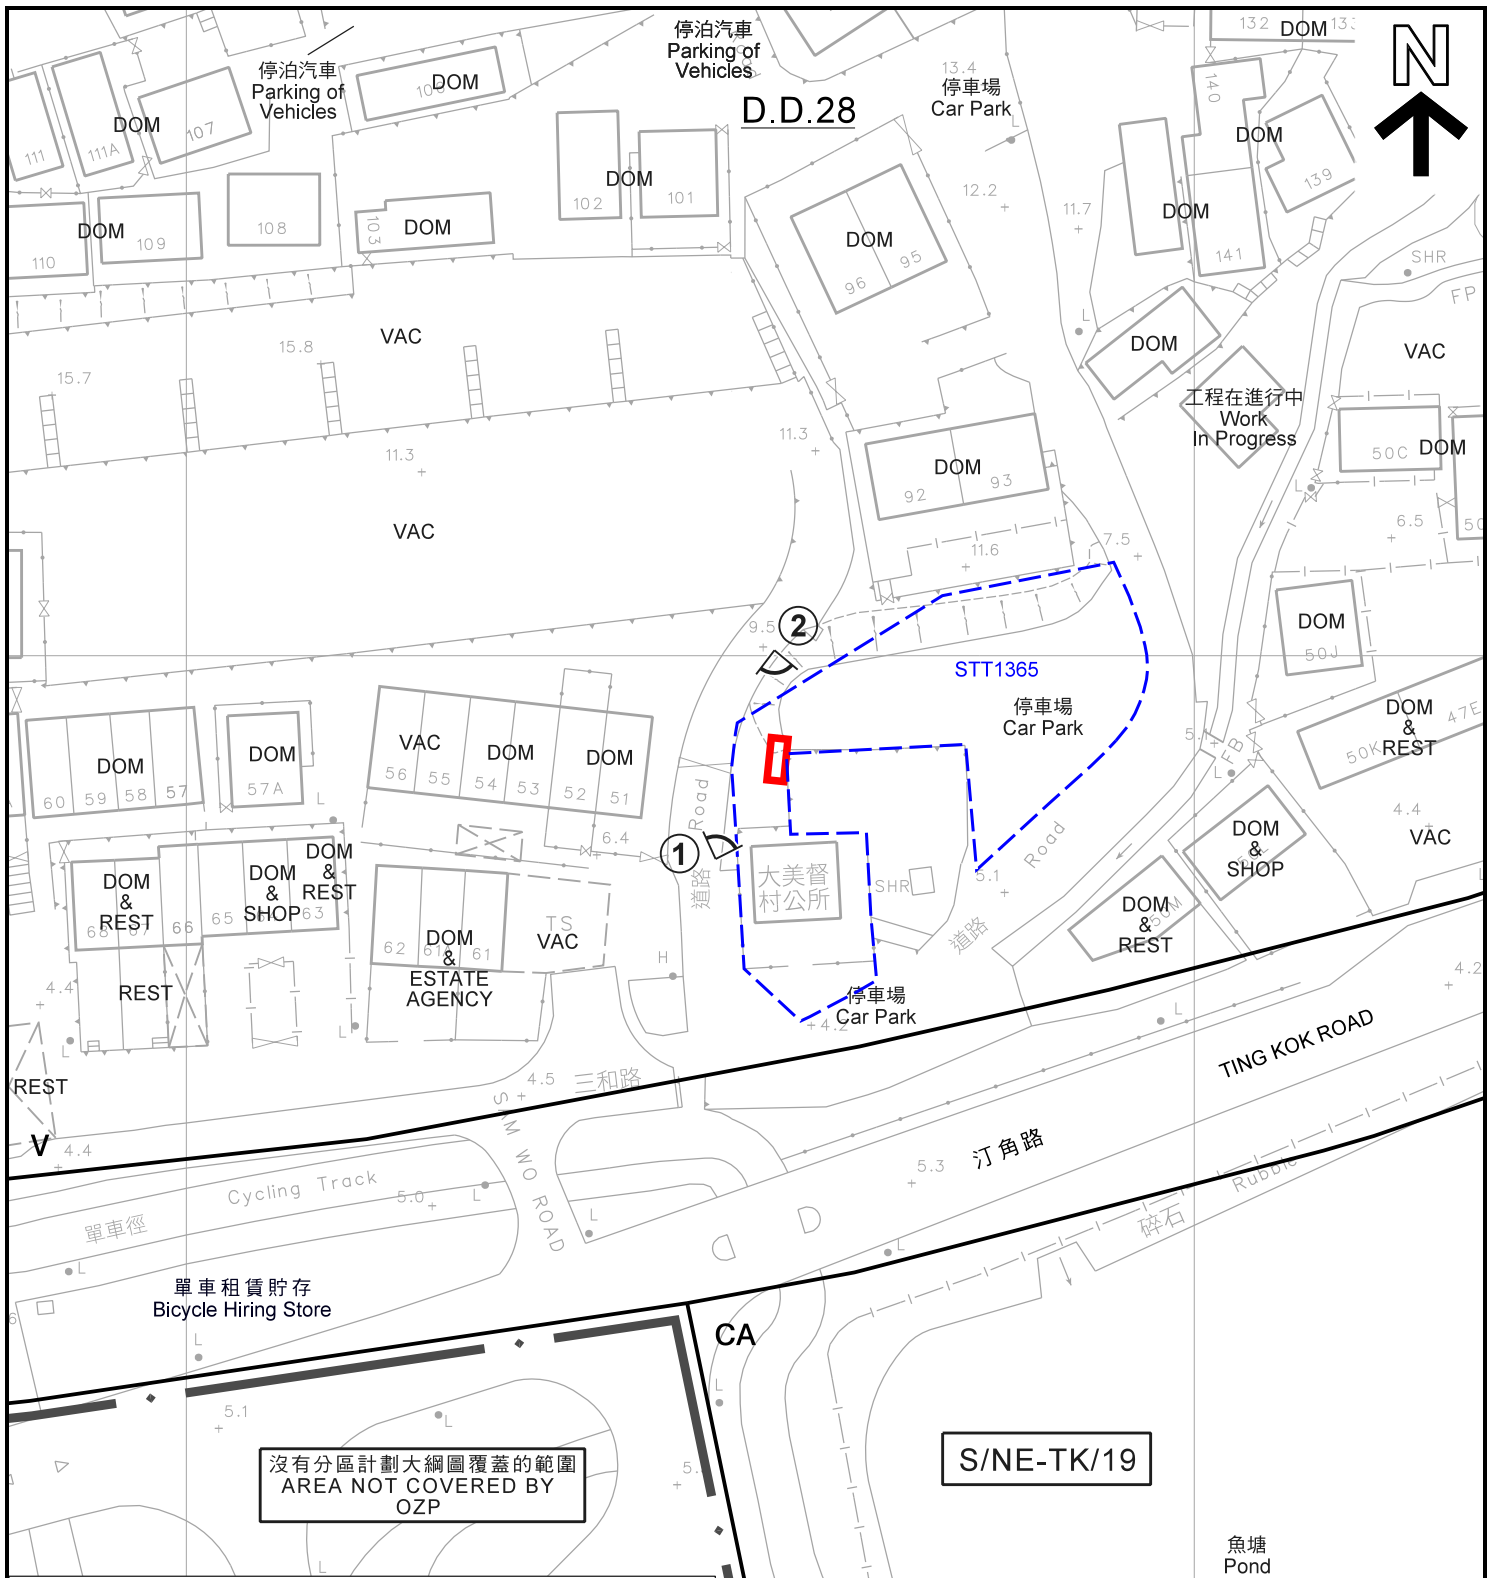 停泊汽車
Parking of
Vehicles
停泊汽車
Parking of
Vehicles
D.D.28
13.4
停車場
Car Park
132
DOM
N
111
111A
DOM
107
DOM
102
DOM
101
12.2
11.7
140
DOM
139
DOM
141
110
DOM
109
108
103
DOM
DOM
96
95
SHR
FP
VAC
15.8
15.7
L
DOM
VAC
工程在進行中
Work
In Progress
11.3
11.3
DOM
92
93
50C
DOM
L
VAC
6.5
11.6
7.5
9.5
2
STT1365
停車場
Car Park
DOM
50J
DOM
60
59
58
57
DOM
57A
VAC
DOM
DOM
56
55
54
53
52
51
L
6.4
道路
Road
1
大美督
村公所
SHR
5.1
道路
Road
DOM
&
REST
50K
47E
FB
L
4.4
VAC
DOM
&
SHOP
DOM
&
REST
50M
DOM
&
REST
68
67
66
65
DOM
&
SHOP
63
DOM
&
REST
62
61A
61
DOM
&
ESTATE
AGENCY
TS
VAC
H
停車場
Car Park
4.2
4.2
REST
4.4
L
L
REST
V
4.4
4.5
三和路
SAM WO ROAD
L
TING KOK ROAD
汀角路
5.3
Cycling Track
單車徑
5.0
L
L
L
L
Rubble
碎石
單車租賃貯存
Bicycle Hiring Store
L
CA
L
5.1
L
沒有分區計劃大綱圖覆蓋的範圍
AREA NOT COVERED BY
OZP
S/NE-TK/19
L
魚塘
Pond